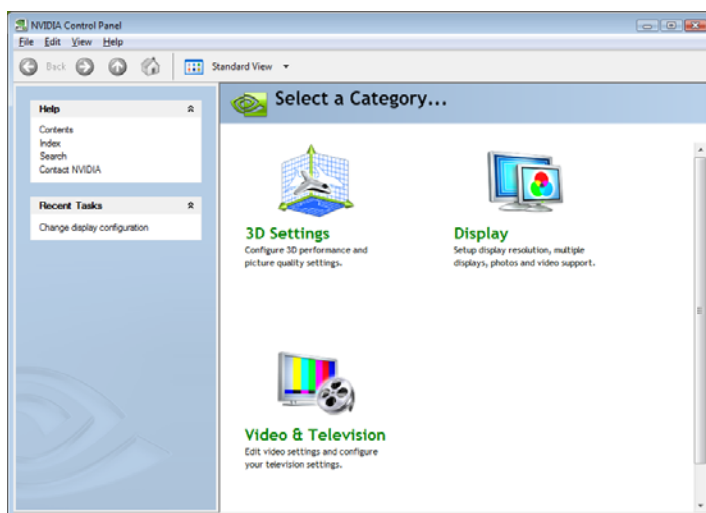 NVIDIA Control Panel
File Edit View Help
Back
Standard View
Help
Contents
Index
Search
Contact NVIDIA
Recent Tasks
Change display configuration
Select a Category...
3D Settings
Configure 3D performance and
picture quality settings.
Display
Setup display resolution, multiple
displays, photos and video support.
Video & Television
Edit video settings and configure
your television settings.